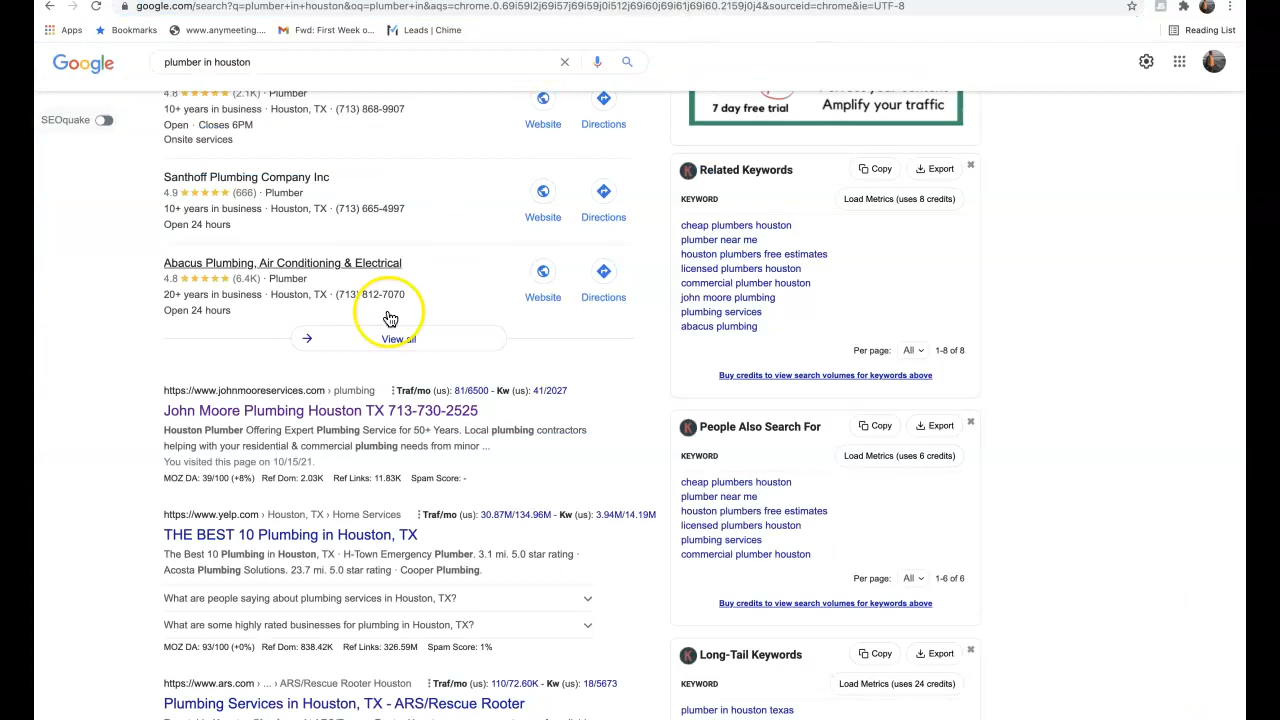 google.com/search?q=plumber+in+houston&oq=plumber+in&aqs=chrome.0.69i59l2j69i57j69i59j0i512j69i60j69i61j69i60.2159j0j4&sourceid=chrome&ie=UTF-8
Apps
Bookmarks
www.anymeeting....
Fwd: First Week o...
Leads | Chime
Reading List
Google
plumber in houston
SEOquake
4.8 (2.1K) · Plumber
10+ years in business · Houston, TX · (713) 868-9907
Open · Closes 6PM
Onsite services
Website
Directions
Santhoff Plumbing Company Inc
4.9 (666) · Plumber
10+ years in business · Houston, TX · (713) 665-4997
Open 24 hours
Website
Directions
Abacus Plumbing, Air Conditioning & Electrical
4.8 (6.4K) · Plumber
20+ years in business · Houston, TX · (713) 812-7070
Open 24 hours
Website
Directions
View all
https://www.johnmooreservices.com › plumbing
Traf/mo (us): 81/6500 - Kw (us): 41/2027
John Moore Plumbing Houston TX 713-730-2525
Houston Plumber Offering Expert Plumbing Service for 50+ Years. Local plumbing contractors
helping with your residential & commercial plumbing needs from minor ...
You visited this page on 10/15/21.
MOZ DA: 39/100 (+8%) Ref Dom: 2.03K Ref Links: 11.83K Spam Score: -
https://www.yelp.com › Houston, TX › Home Services
Traf/mo (us): 30.87M/134.96M - Kw (us): 3.94M/14.19M
THE BEST 10 Plumbing in Houston, TX
The Best 10 Plumbing in Houston, TX · H-Town Emergency Plumber. 3.1 mi. 5.0 star rating ·
Acosta Plumbing Solutions. 23.7 mi. 5.0 star rating · Cooper Plumbing.
What are people saying about plumbing services in Houston, TX?
What are some highly rated businesses for plumbing in Houston, TX?
MOZ DA: 93/100 (+0%) Ref Dom: 838.42K Ref Links: 326.59M Spam Score: 1%
https://www.ars.com › ... › ARS/Rescue Rooter Houston
Traf/mo (us): 110/72.60K - Kw (us): 18/5673
Plumbing Services in Houston, TX - ARS/Rescue Rooter
7 day free trial
Amplify your traffic
Related Keywords
Copy
Export
KEYWORD
Load Metrics (uses 8 credits)
cheap plumbers houston
plumber near me
houston plumbers free estimates
licensed plumbers houston
commercial plumber houston
john moore plumbing
plumbing services
abacus plumbing
Per page: All 1-8 of 8
Buy credits to view search volumes for keywords above
People Also Search For
Copy
Export
KEYWORD
Load Metrics (uses 6 credits)
cheap plumbers houston
plumber near me
houston plumbers free estimates
licensed plumbers houston
plumbing services
commercial plumber houston
Per page: All 1-6 of 6
Buy credits to view search volumes for keywords above
Long-Tail Keywords
Copy
Export
KEYWORD
Load Metrics (uses 24 credits)
plumber in houston texas